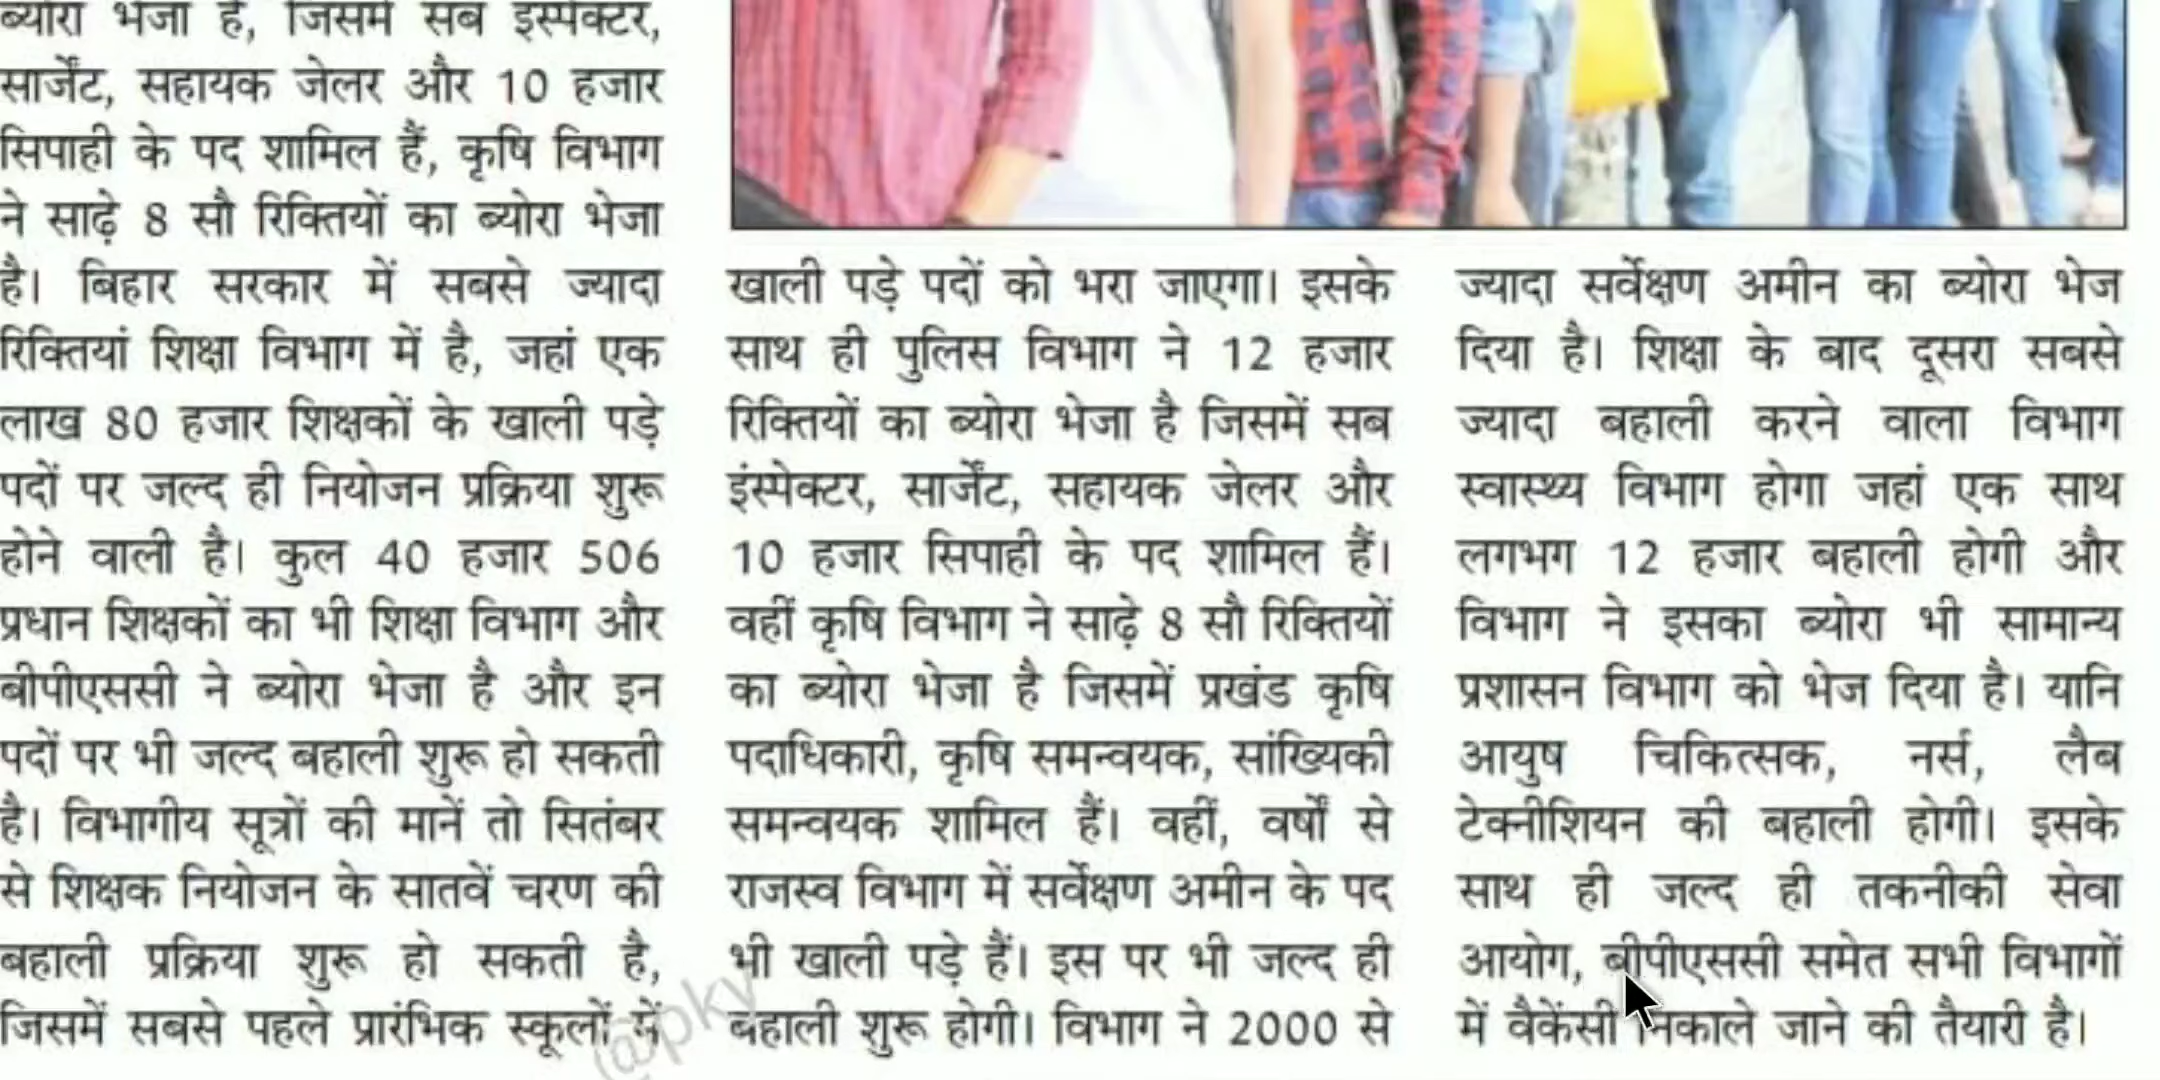 ब्योरा भेजा है, जिसमें सब इंस्पेक्टर,
सार्जेंट, सहायक जेलर और 10 हजार
सिपाही के पद शामिल हैं, कृषि विभाग
ने साढ़े 8 सौ रिक्तियों का ब्योरा भेजा
है। बिहार सरकार में सबसे ज्यादा
रिक्तियां शिक्षा विभाग में है, जहां एक
लाख 80 हजार शिक्षकों के खाली पड़े
पदों पर जल्द ही नियोजन प्रक्रिया शुरू
होने वाली है। कुल 40 हजार 506
प्रधान शिक्षकों का भी शिक्षा विभाग और
बीपीएससी ने ब्योरा भेजा है और इन
पदों पर भी जल्द बहाली शुरू हो सकती
है। विभागीय सूत्रों की मानें तो सितंबर
से शिक्षक नियोजन के सातवें चरण की
बहाली प्रक्रिया शुरू हो सकती है,
जिसमें सबसे पहले प्रारंभिक स्कूलों में
खाली पड़े पदों को भरा जाएगा। इसके
साथ ही पुलिस विभाग ने 12 हजार
रिक्तियों का ब्योरा भेजा है जिसमें सब
इंस्पेक्टर, सार्जेंट, सहायक जेलर और
10 हजार सिपाही के पद शामिल हैं।
वहीं कृषि विभाग ने साढ़े 8 सौ रिक्तियों
का ब्योरा भेजा है जिसमें प्रखंड कृषि
पदाधिकारी, कृषि समन्वयक, सांख्यिकी
समन्वयक शामिल हैं। वहीं, वर्षों से
राजस्व विभाग में सर्वेक्षण अमीन के पद
भी खाली पड़े हैं। इस पर भी जल्द ही
बहाली शुरू होगी। विभाग ने 2000 से
ज्यादा सर्वेक्षण अमीन का ब्योरा भेज
दिया है। शिक्षा के बाद दूसरा सबसे
ज्यादा बहाली करने वाला विभाग
स्वास्थ्य विभाग होगा जहां एक साथ
लगभग 12 हजार बहाली होगी और
विभाग ने इसका ब्योरा भी सामान्य
प्रशासन विभाग को भेज दिया है। यानि
आयुष चिकित्सक, नर्स, लैब
टेक्नीशियन की बहाली होगी। इसके
साथ ही जल्द ही तकनीकी सेवा
आयोग, बीपीएससी समेत सभी विभागों
में वैकेंसी निकाले जाने की तैयारी है।
@pkv